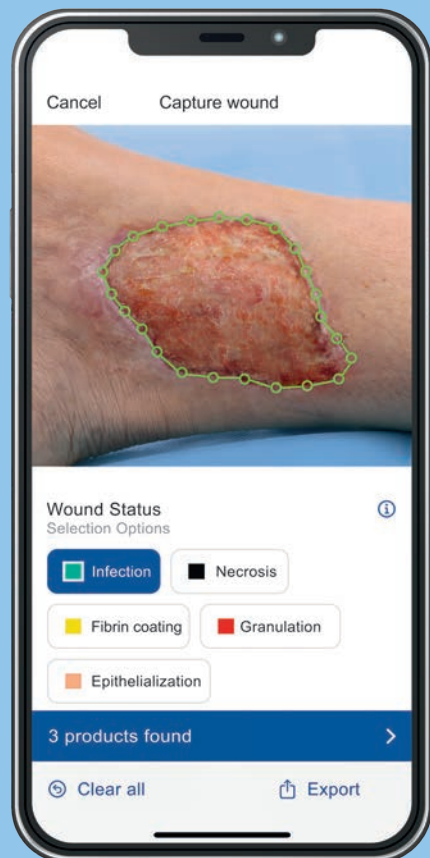 Cancel Capture wound
Wound Status
Selection Options
Infection Necrosis
Fibrin coating Granulation
Epithelialization
3 products found
Clear all Export